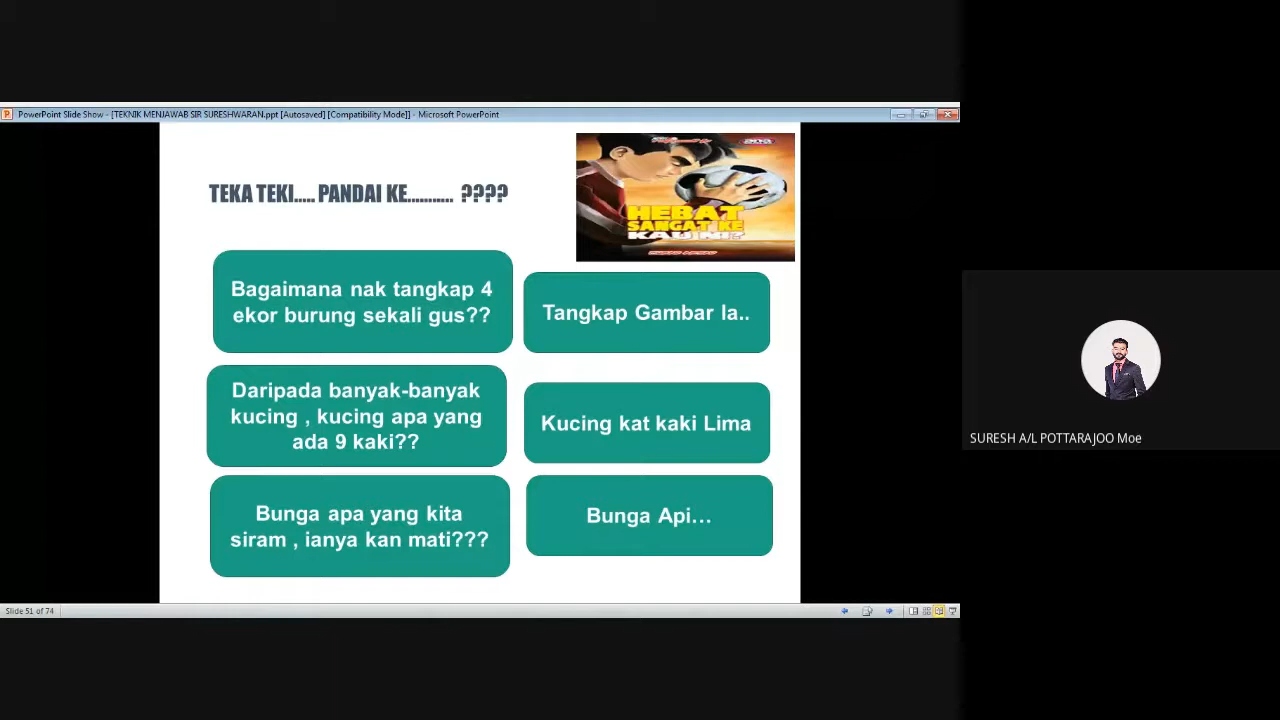 PowerPoint Slide Show - [TEKNIK MENJAWAB SIR SURESHWARAN.ppt [Autosaved] [Compatibility Mode]] - Microsoft PowerPoint
TEKA TEKI..... PANDAI KE........... ????
HEBAT
SANGAT KE
KAU NI?
Bagaimana nak tangkap 4
ekor burung sekali gus??
Tangkap Gambar la..
Daripada banyak-banyak
kucing , kucing apa yang
ada 9 kaki??
Kucing kat kaki Lima
Bunga apa yang kita
siram , ianya kan mati???
Bunga Api...
SURESH A/L POTTARAJOO Moe
Slide 51 of 74